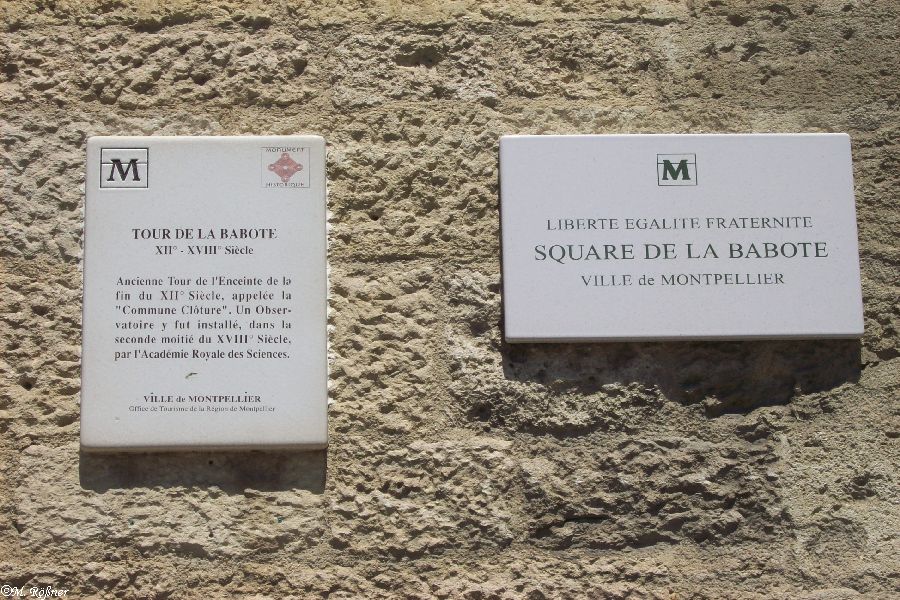 M
MONUMENT
HISTORIQUE
TOUR DE LA BABOTE
XII° - XVIII° Siècle
Ancienne Tour de l'Enceinte de la
fin du XII° Siècle, appelée la
"Commune Clôture". Un Obser-
vatoire y fut installé, dans la
seconde moitié du XVIII° Siècle,
par l'Académie Royale des Sciences.
VILLE de MONTPELLIER
Office de Tourisme de la Région de Montpellier
M
LIBERTE EGALITE FRATERNITE
SQUARE DE LA BABOTE
VILLE de MONTPELLIER
©M. Rößner